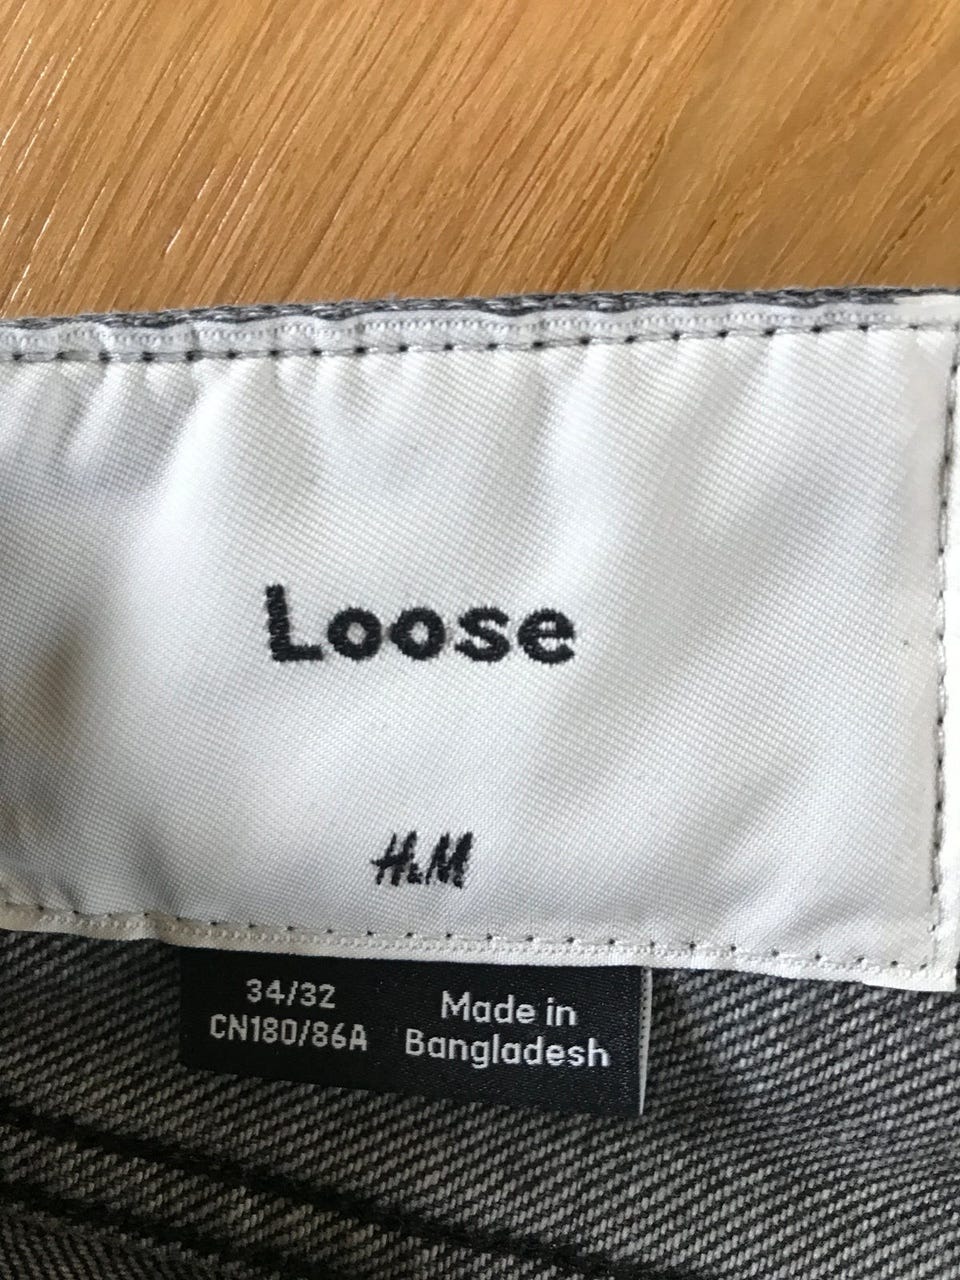 Loose
H&M
34/32
CN180/86A
Made in
Bangladesh